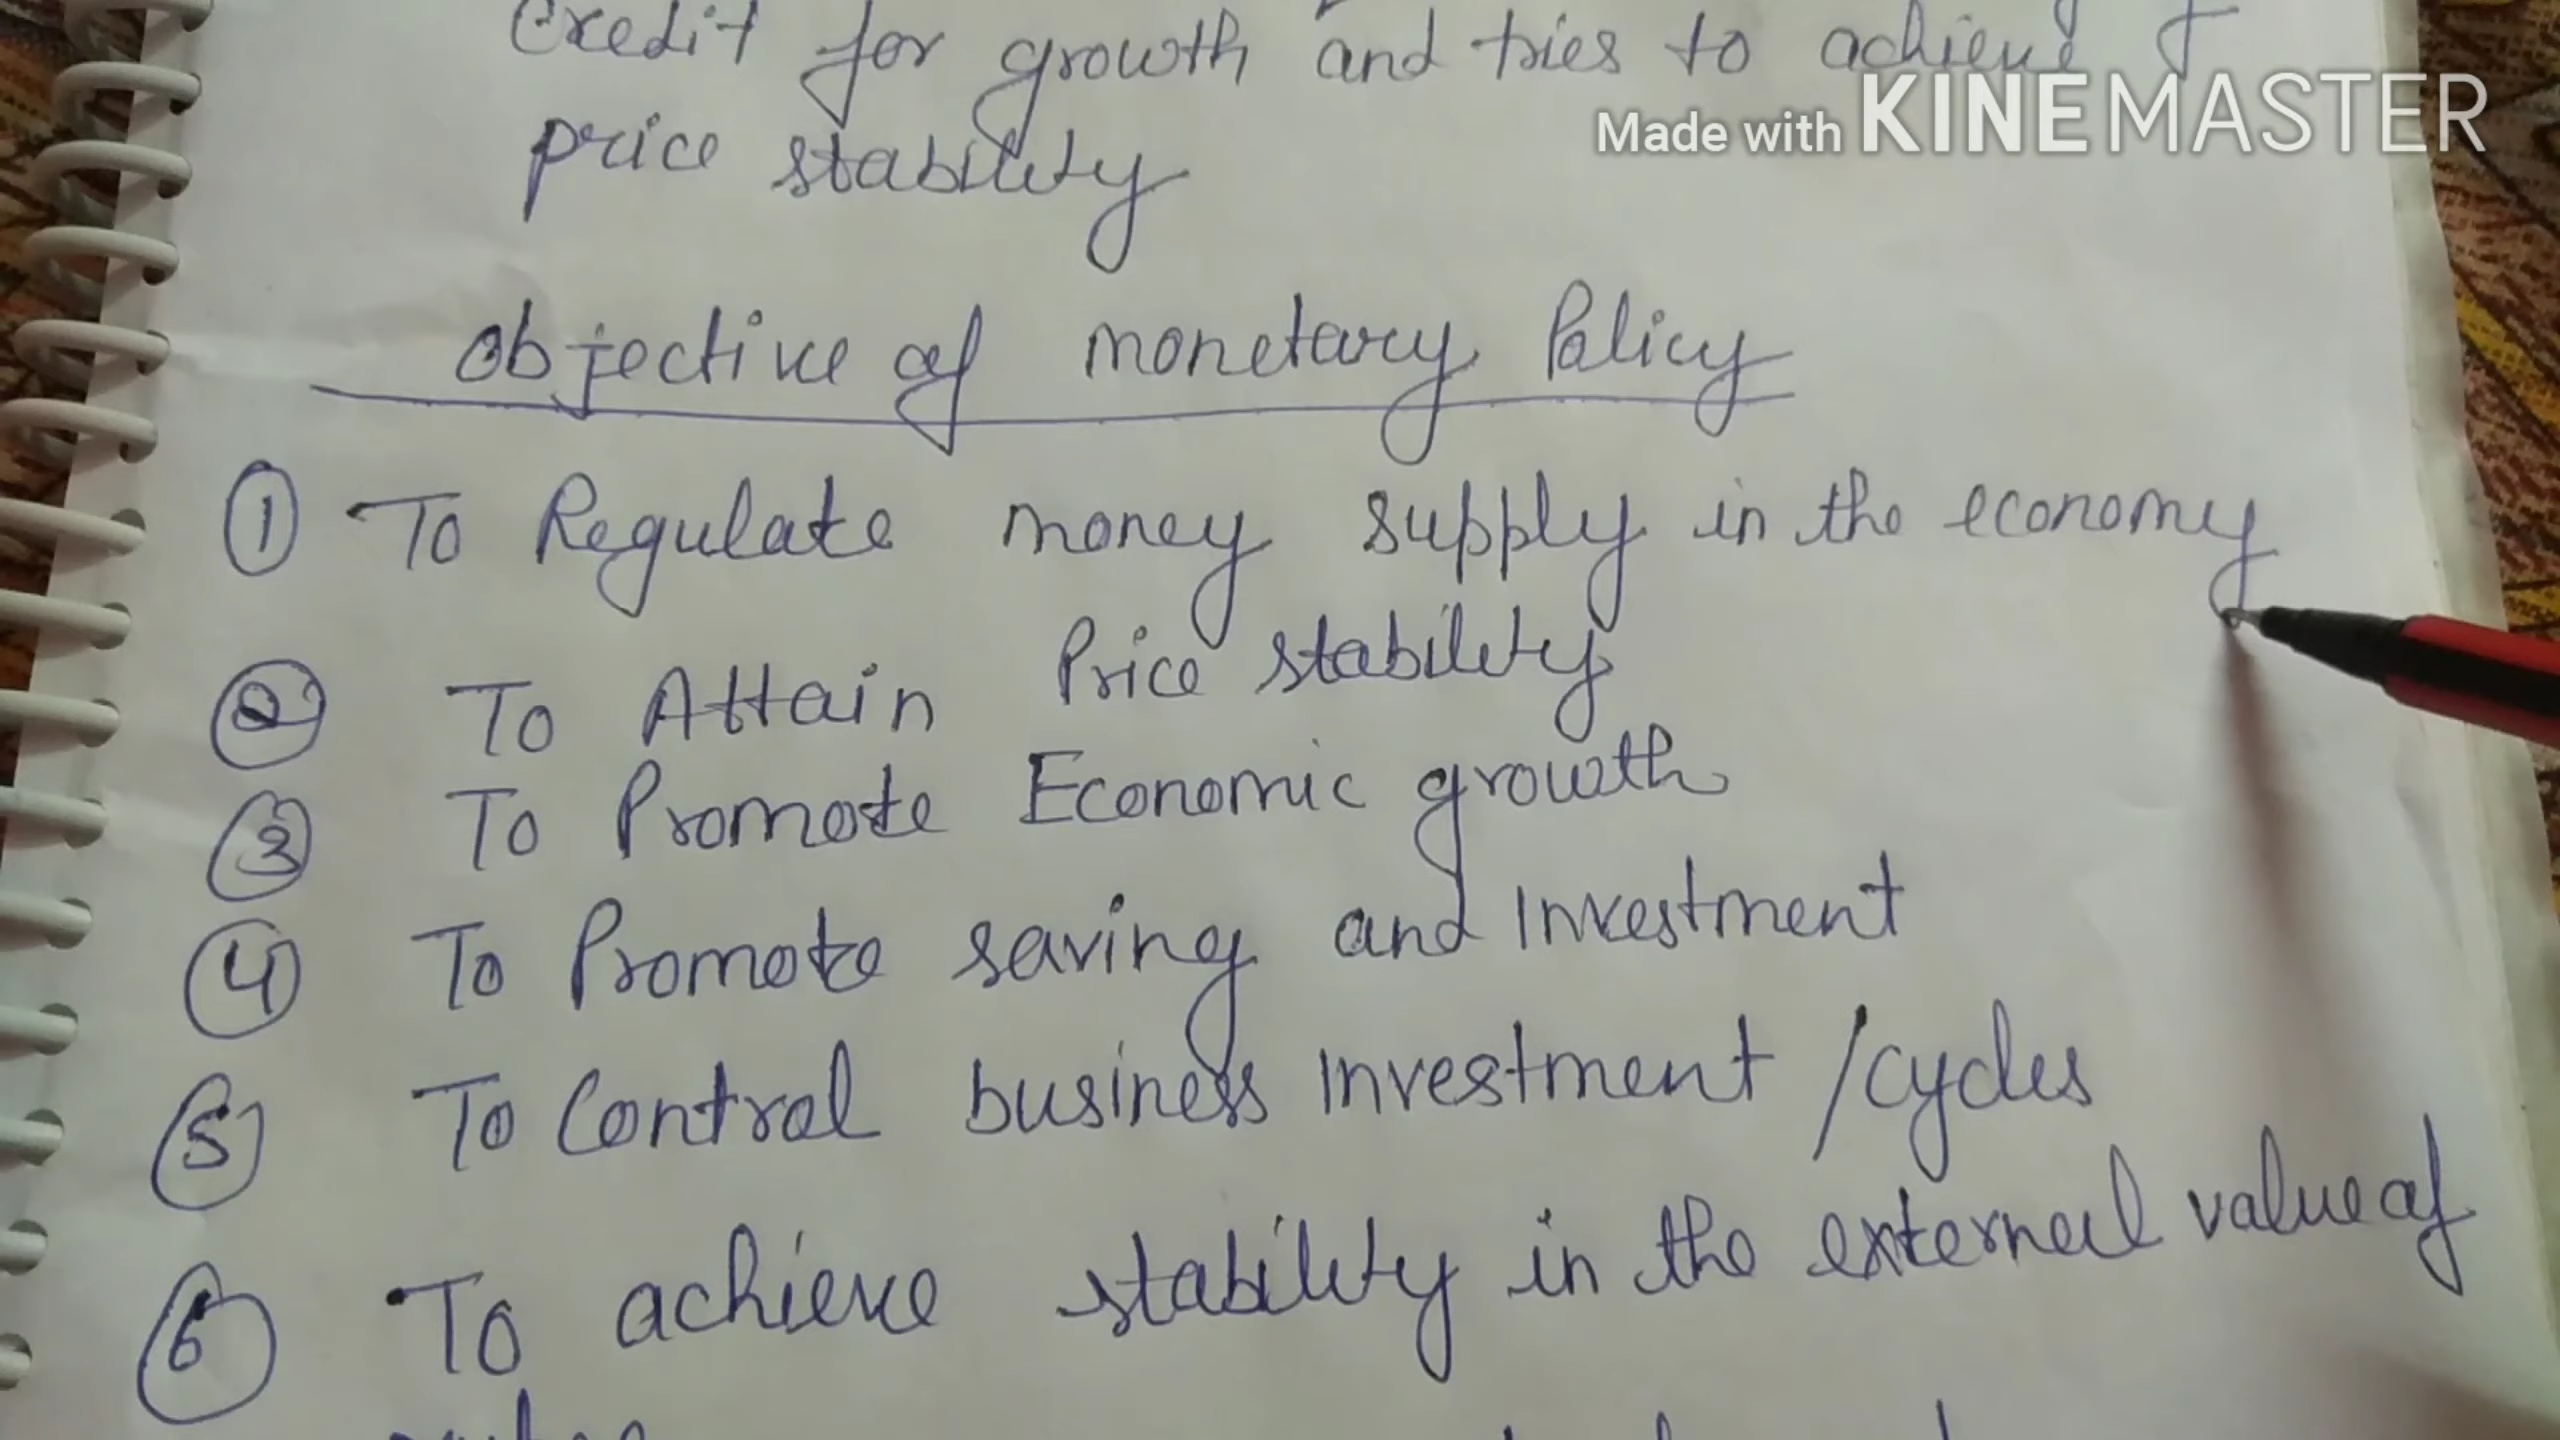 Credit for growth and tries to achieve
Made with KINEMASTER
price stability
Objective of monetary Policy
① To Regulate money supply in the economy
② To Attain Price stability
③ To Promote Economic growth
④ To Promote saving and Investment
⑤ To Control business Investment /cycles
⑥ To achieve stability in the external value of